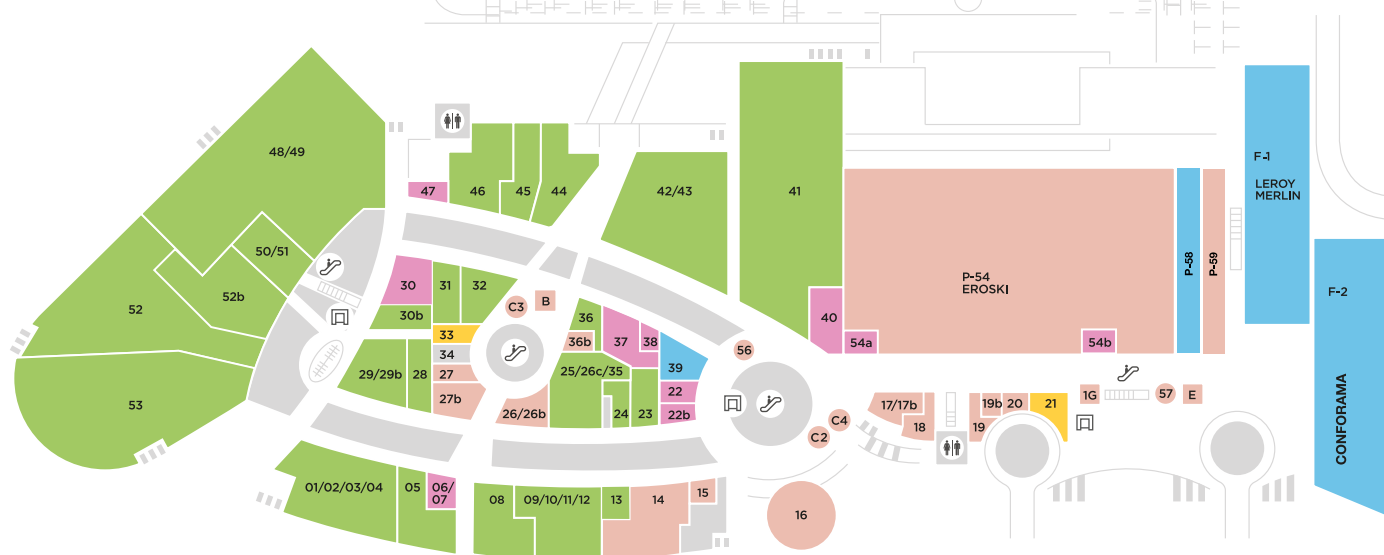 48/49
47
46
45
44
42/43
41
F-1
LEROY
MERLIN
50/51
52b
52
53
30
31
32
30b
33
34
C3
B
36
36b
37
38
39
40
54a
54b
P-54
EROSKI
P-58
P-59
F-2
CONFORAMA
56
29/29b
28
27
27b
25/26c/35
26/26b
24
23
22
22b
C2
C4
17/17b
18
19b
19
20
21
1G
57
E
01/02/03/04
05
06/
07
08
09/10/11/12
13
14
15
16